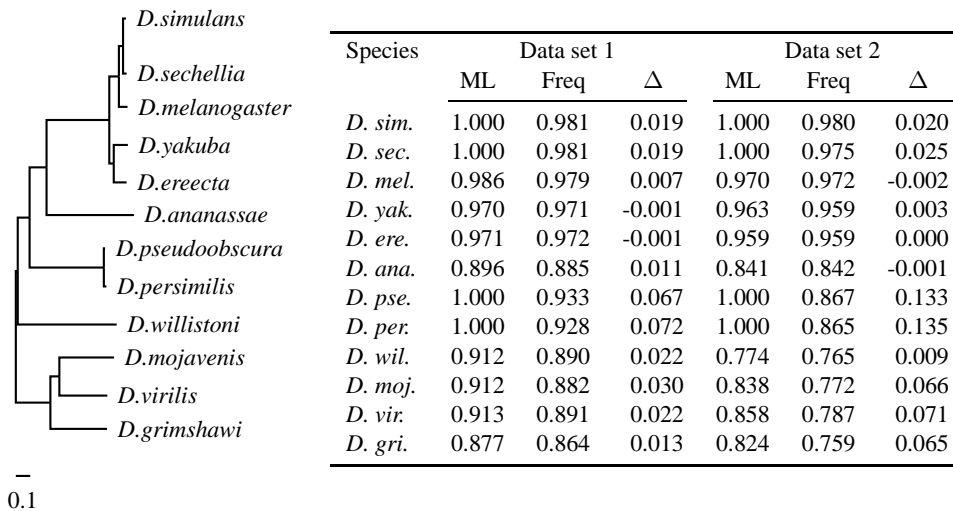 D.simulans
D.sechellia
D.melanogaster
D.yakuba
D.ereecta
D.ananassae
D.pseudoobscura
D.persimilis
D.willistoni
D.mojavenis
D.virilis
D.grimshawi
0.1
Species Data set 1 Data set 2
ML Freq Δ ML Freq Δ
D. sim. 1.000 0.981 0.019 1.000 0.980 0.020
D. sec. 1.000 0.981 0.019 1.000 0.975 0.025
D. mel. 0.986 0.979 0.007 0.970 0.972 -0.002
D. yak. 0.970 0.971 -0.001 0.963 0.959 0.003
D. ere. 0.971 0.972 -0.001 0.959 0.959 0.000
D. ana. 0.896 0.885 0.011 0.841 0.842 -0.001
D. pse. 1.000 0.933 0.067 1.000 0.867 0.133
D. per. 1.000 0.928 0.072 1.000 0.865 0.135
D. wil. 0.912 0.890 0.022 0.774 0.765 0.009
D. moj. 0.912 0.882 0.030 0.838 0.772 0.066
D. vir. 0.913 0.891 0.022 0.858 0.787 0.071
D. gri. 0.877 0.864 0.013 0.824 0.759 0.065